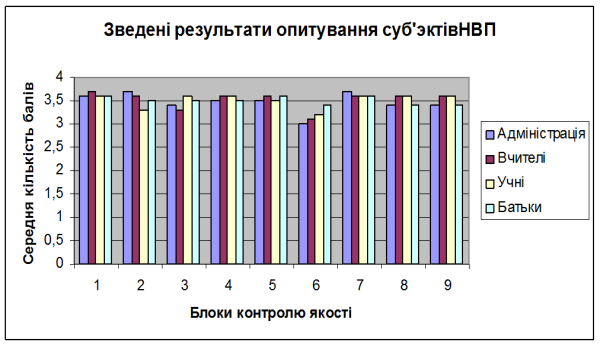 Зведені результати опитування суб'эктівНВП
Середня кількість балів
4
3,5
3
2,5
2
1,5
1
0,5
0
1 2 3 4 5 6 7 8 9
Блоки контролю якості
Адміністрація
Вчителі
Учні
Батьки